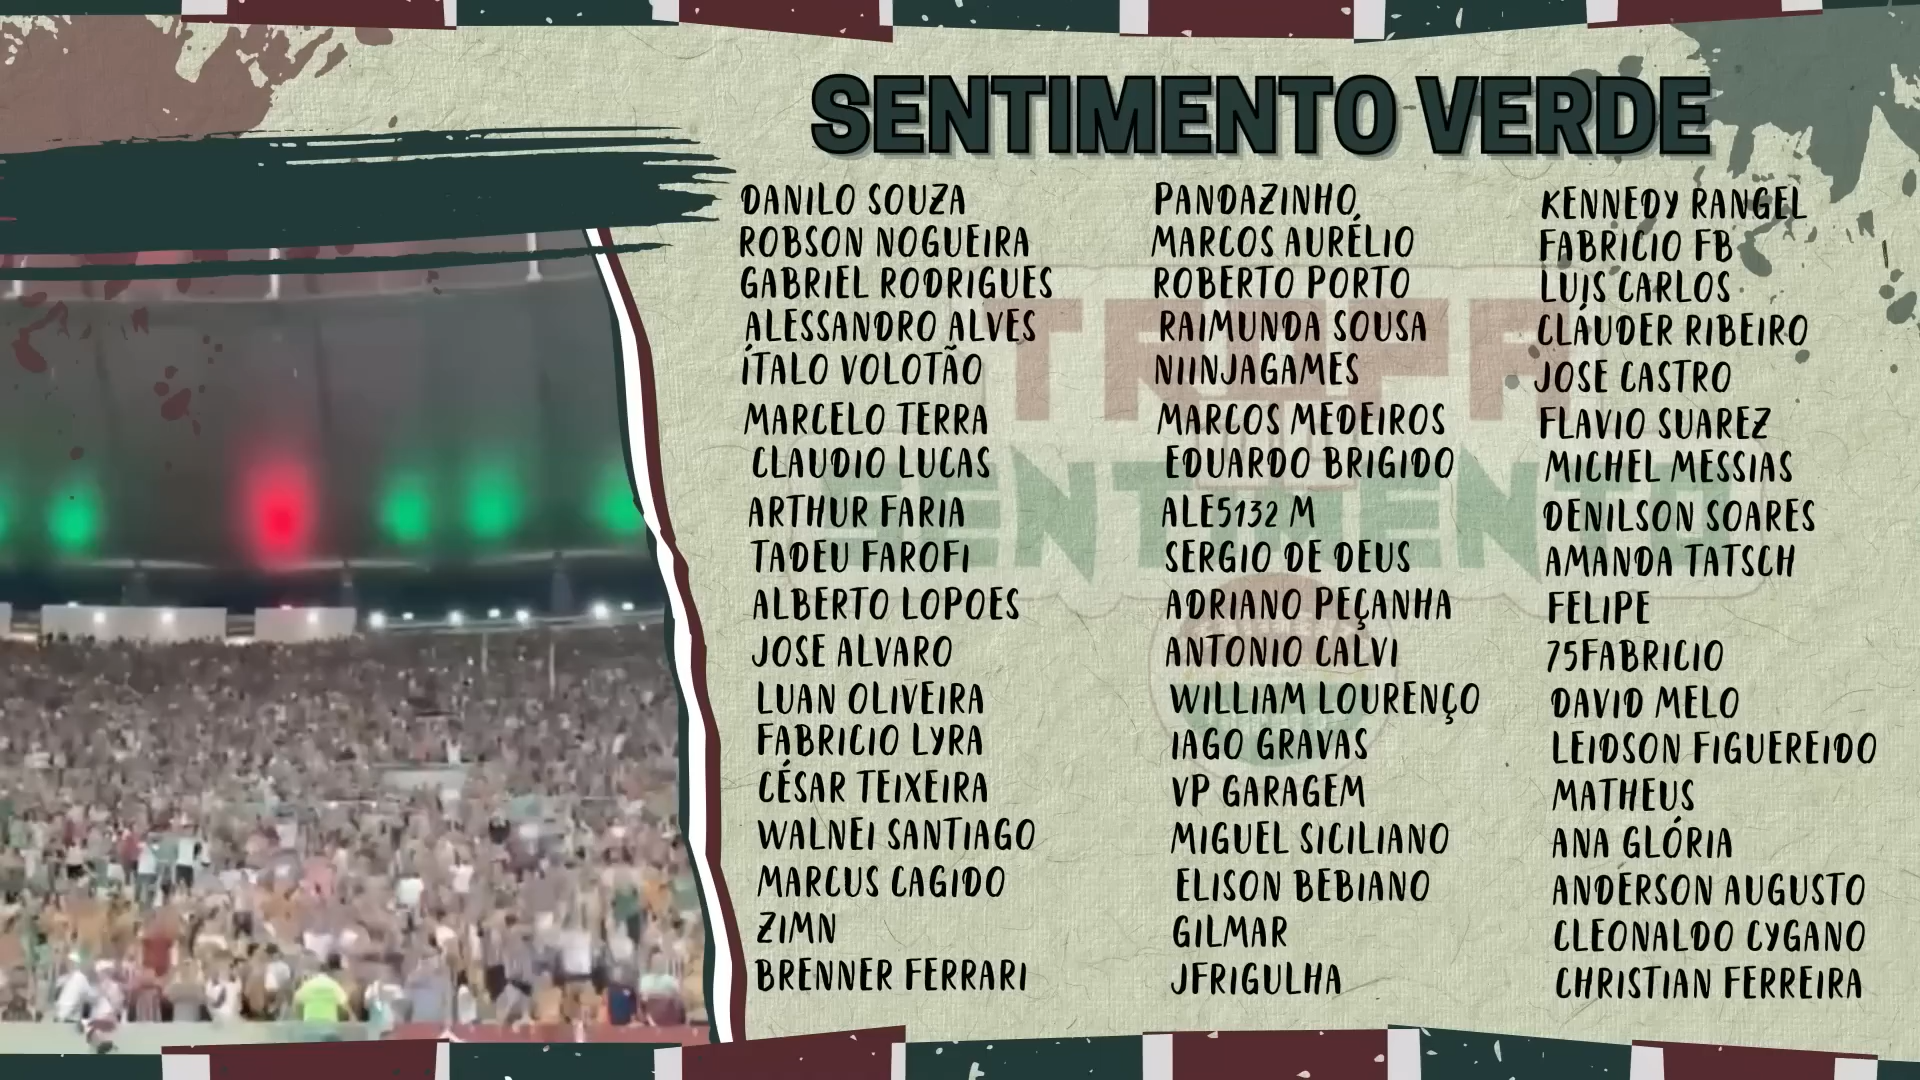 SENTIMENTO VERDE
DANILO SOUZA
ROBSON NOGUEIRA
GABRIEL RODRIGUES
ALESSANDRO ALVES
ÍTALO VOLOTÃO
MARCELO TERRA
CLAUDIO LUCAS
ARTHUR FARIA
TADEU FAROFI
ALBERTO LOPOES
JOSE ALVARO
LUAN OLIVEIRA
FABRICIO LYRA
CÉSAR TEIXEIRA
WALNEI SANTIAGO
MARCUS CAGIDO
ZIMN
BRENNER FERRARI
PANDAZINHO
MARCOS AURÉLIO
ROBERTO PORTO
RAIMUNDA SOUSA
NIINJAGAMES
MARCOS MEDEIROS
EDUARDO BRIGIDO
ALE5132 M
SERGIO DE DEUS
ADRIANO PEÇANHA
ANTONIO CALVI
WILLIAM LOURENÇO
IAGO GRAVAS
VP GARAGEM
MIGUEL SICILIANO
ELISON BEBIANO
GILMAR
JFRIGULHA
KENNEDY RANGEL
FABRICIO FB
LUIS CARLOS
CLÁUDER RIBEIRO
JOSE CASTRO
FLAVIO SUAREZ
MICHEL MESSIAS
DENILSON SOARES
AMANDA TATSCH
FELIPE
75FABRICIO
DAVID MELO
LEIDSON FIGUEREIDO
MATHEUS
ANA GLÓRIA
ANDERSON AUGUSTO
CLEONALDO CYGANO
CHRISTIAN FERREIRA
TROPA
SENTIMENTO